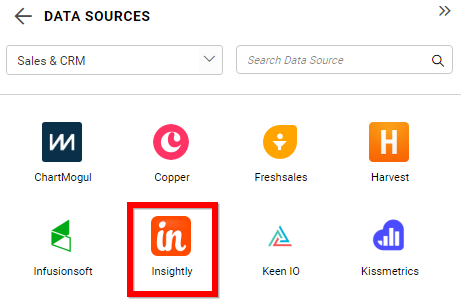 DATA SOURCES
Sales & CRM
Search Data Source
ChartMogul
Copper
Freshsales
H
Harvest
Infusionsoft
in
Insightly
Keen IO
Kissmetrics